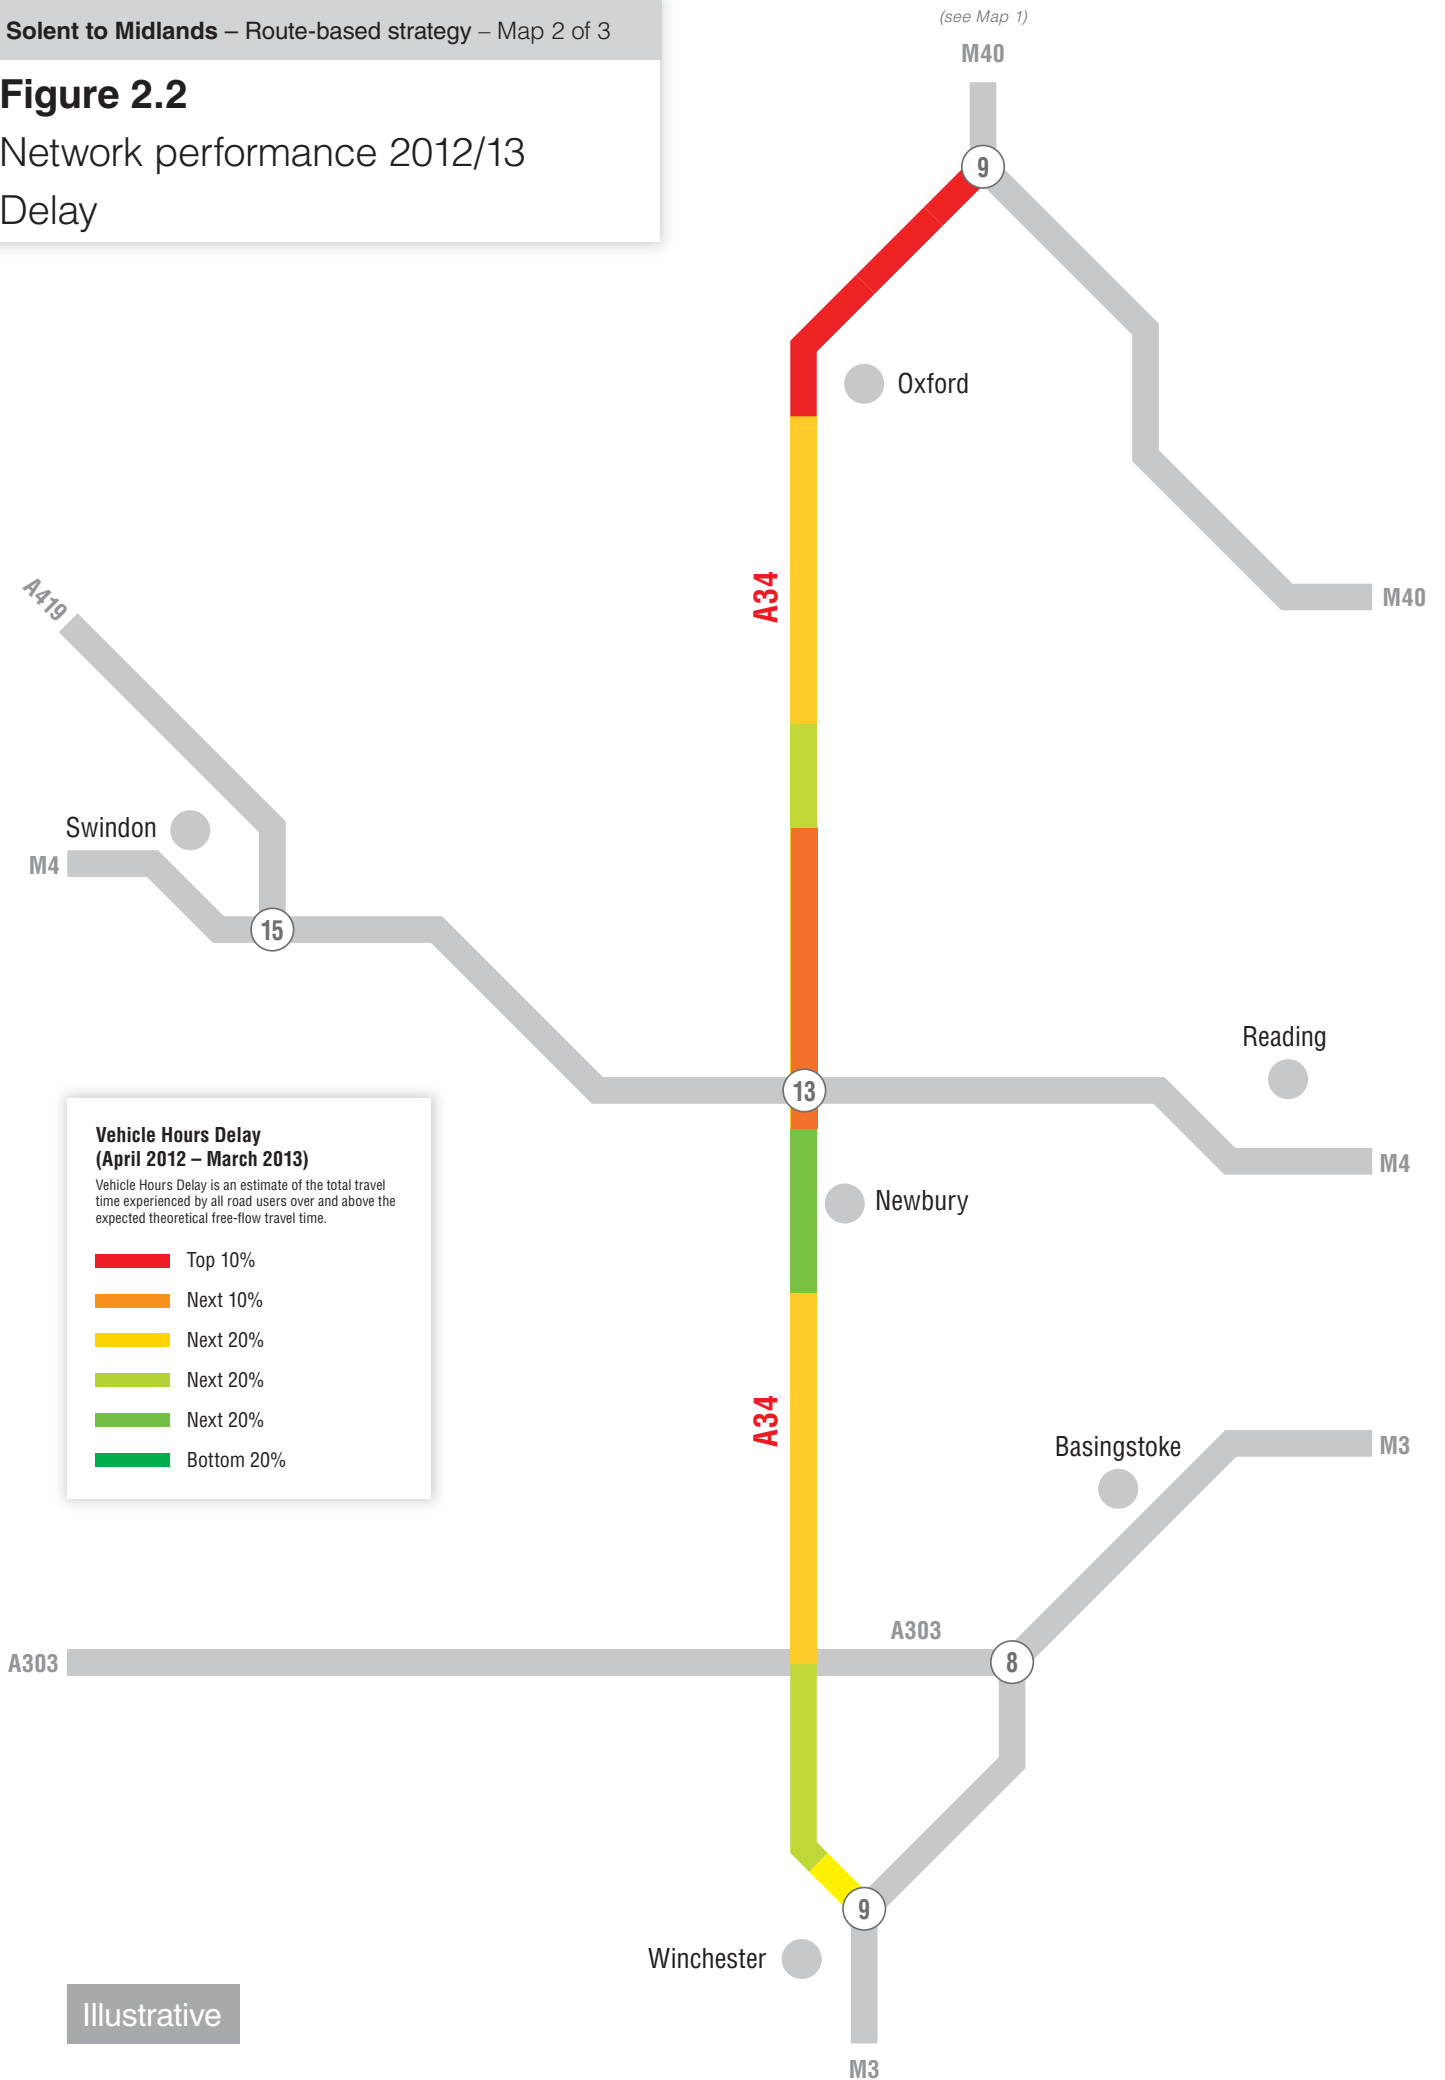 Solent to Midlands – Route-based strategy – Map 2 of 3
Figure 2.2
Network performance 2012/13
Delay
(see Map 1)
M40
9
Oxford
A34
M40
A419
Swindon
M4
15
Reading
13
M4
Newbury
Vehicle Hours Delay
(April 2012 – March 2013)
Vehicle Hours Delay is an estimate of the total travel
time experienced by all road users over and above the
expected theoretical free-flow travel time.
Top 10%
Next 10%
Next 20%
Next 20%
Next 20%
Bottom 20%
A34
Basingstoke
M3
A303
A303
8
9
Winchester
Illustrative
M3